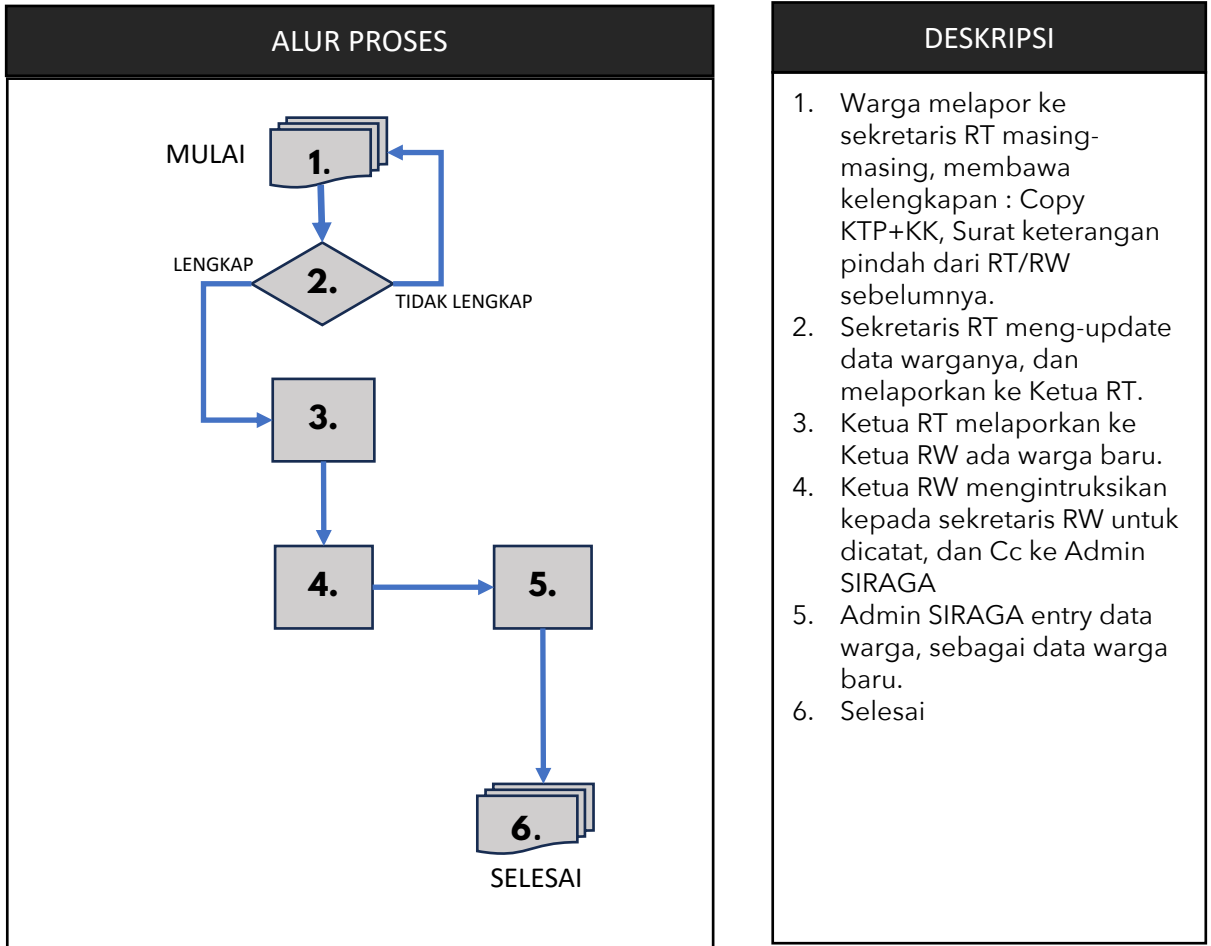 ALUR PROSES
MULAI
1.
LENGKAP
2.
TIDAK LENGKAP
3.
4.
5.
6.
SELESAI
DESKRIPSI
1. Warga melapor ke
sekretaris RT masing-
masing, membawa
kelengkapan : Copy
KTP+KK, Surat keterangan
pindah dari RT/RW
sebelumnya.
2. Sekretaris RT meng-update
data warganya, dan
melaporkan ke Ketua RT.
3. Ketua RT melaporkan ke
Ketua RW ada warga baru.
4. Ketua RW mengintruksikan
kepada sekretaris RW untuk
dicatat, dan Cc ke Admin
SIRAGA
5. Admin SIRAGA entry data
warga, sebagai data warga
baru.
6. Selesai